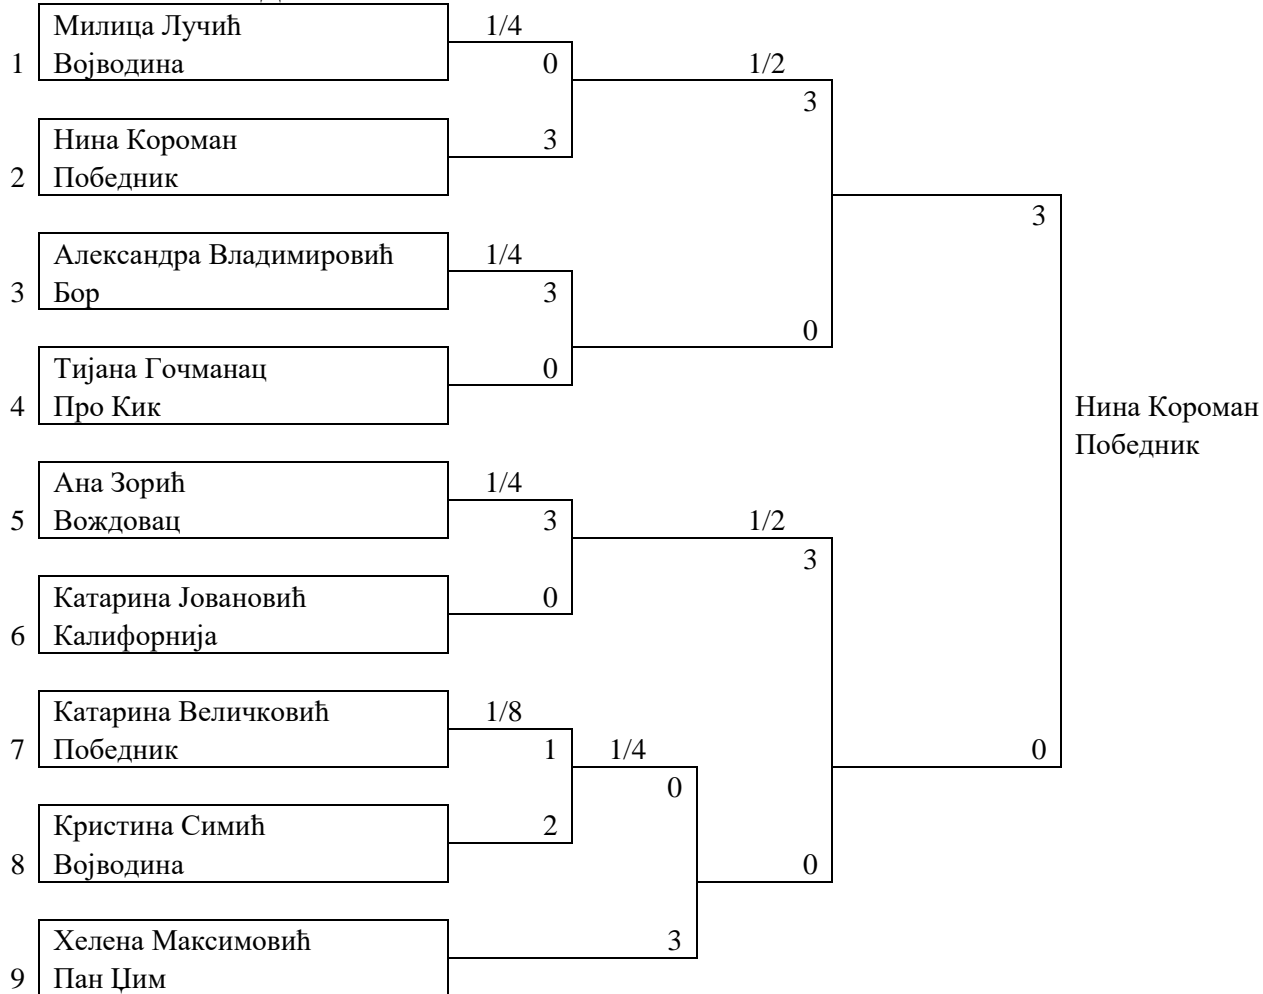 Милица Лучић 1/4
1 Војводина 0 1/2
3
Нина Короман 3
2 Победник
3
Александра Владимировић 1/4
3 Бор 3
0
Тијана Гочманац 0
4 Про Кик Нина Короман
Победник
Ана Зорић 1/4
5 Вождовац 3 1/2
3
Катарина Јовановић 0
6 Калифорнија
Катарина Величковић 1/8
7 Победник 1 1/4 0
0
Кристина Симић 2
8 Војводина 0
Хелена Максимовић 3
9 Пан Џим